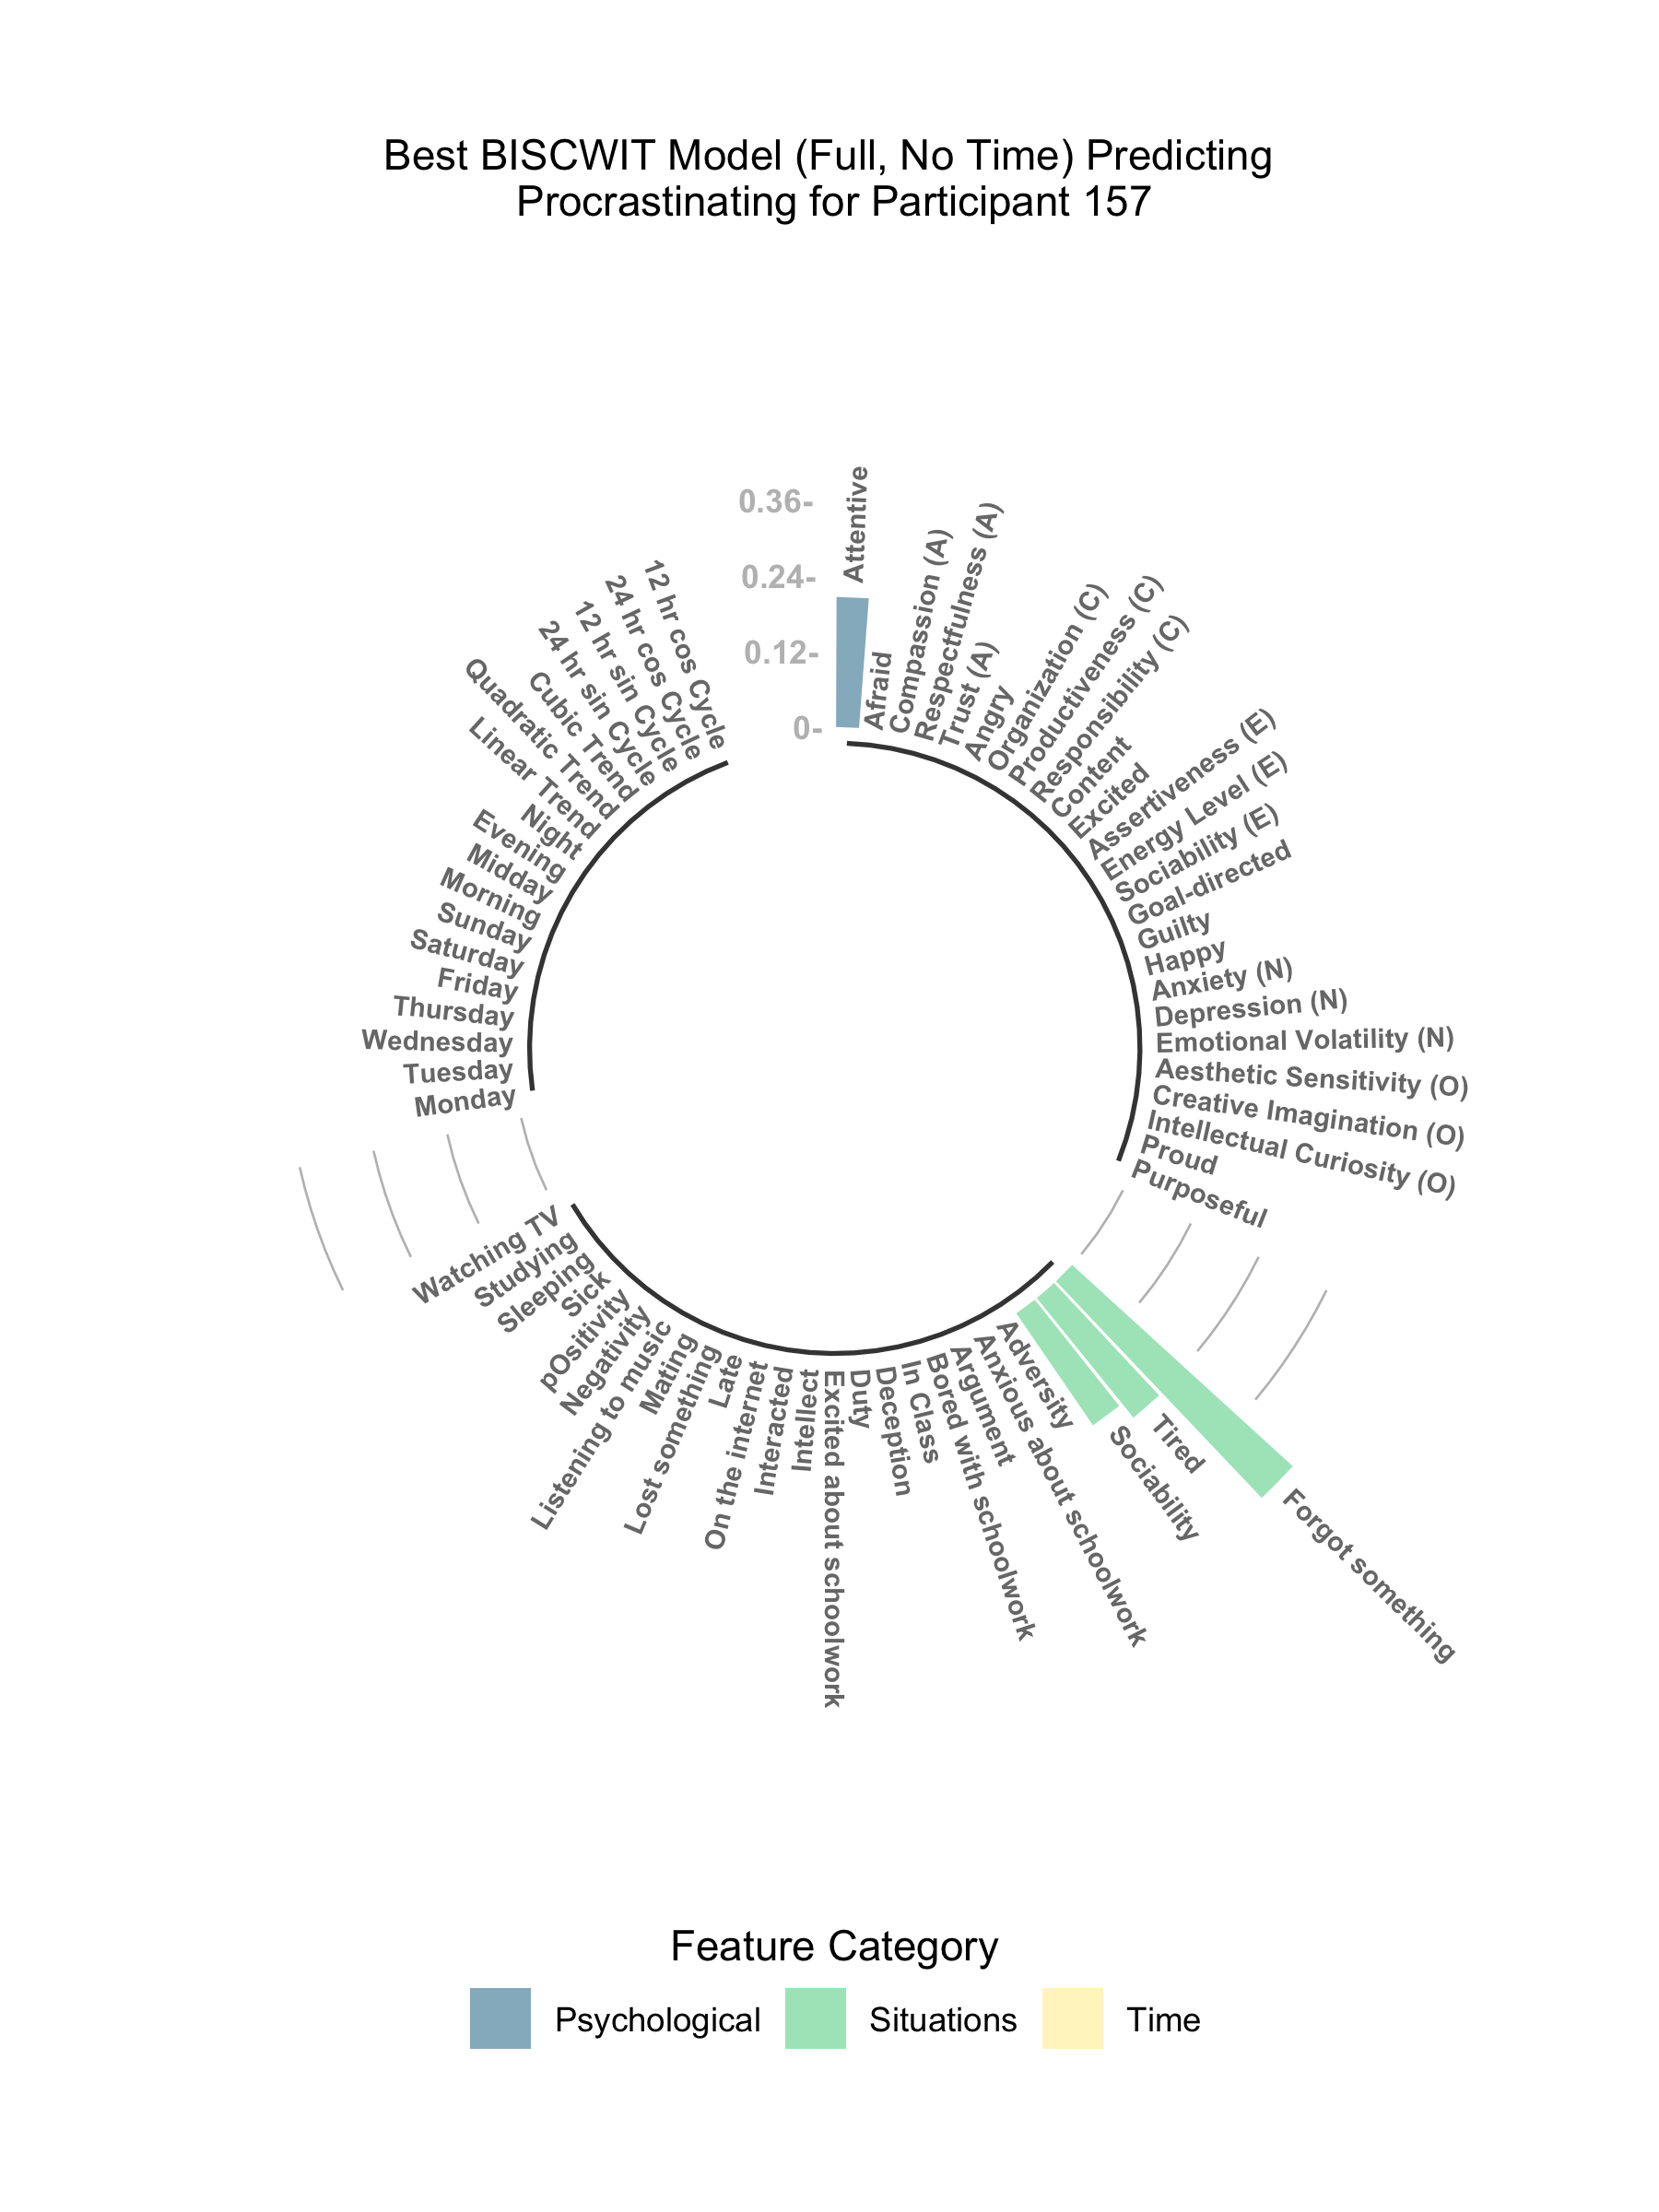 Best BISCWIT Model (Full, No Time) Predicting
Procrastinating for Participant 157
0.36-
0.24-
0.12-
0-
Attentive
Afraid
Compassion (A)
Respectfulness (A)
Trust (A)
Angry
Organization (C)
Productiveness (C)
Responsibility (C)
Content
Excited
Assertiveness (E)
Energy Level (E)
Sociability (E)
Goal-directed
Guilty
Happy
Anxiety (N)
Depression (N)
Emotional Volatility (N)
Aesthetic Sensitivity (O)
Creative Imagination (O)
Intellectual Curiosity (O)
Proud
Purposeful
Forgot something
Tired
Sociability
Adversity
Anxious about schoolwork
Argument
Bored with schoolwork
In Class
Deception
Duty
Excited about schoolwork
Intellect
Interacted
On the internet
Late
Lost something
Mating
Listening to music
Negativity
pOsitivity
Sick
Sleeping
Studying
Watching TV
Monday
Tuesday
Wednesday
Thursday
Friday
Saturday
Sunday
Morning
Midday
Evening
Night
Linear Trend
Quadratic Trend
Cubic Trend
24 hr sin Cycle
12 hr sin Cycle
24 hr cos Cycle
12 hr cos Cycle
Feature Category
Psychological
Situations
Time